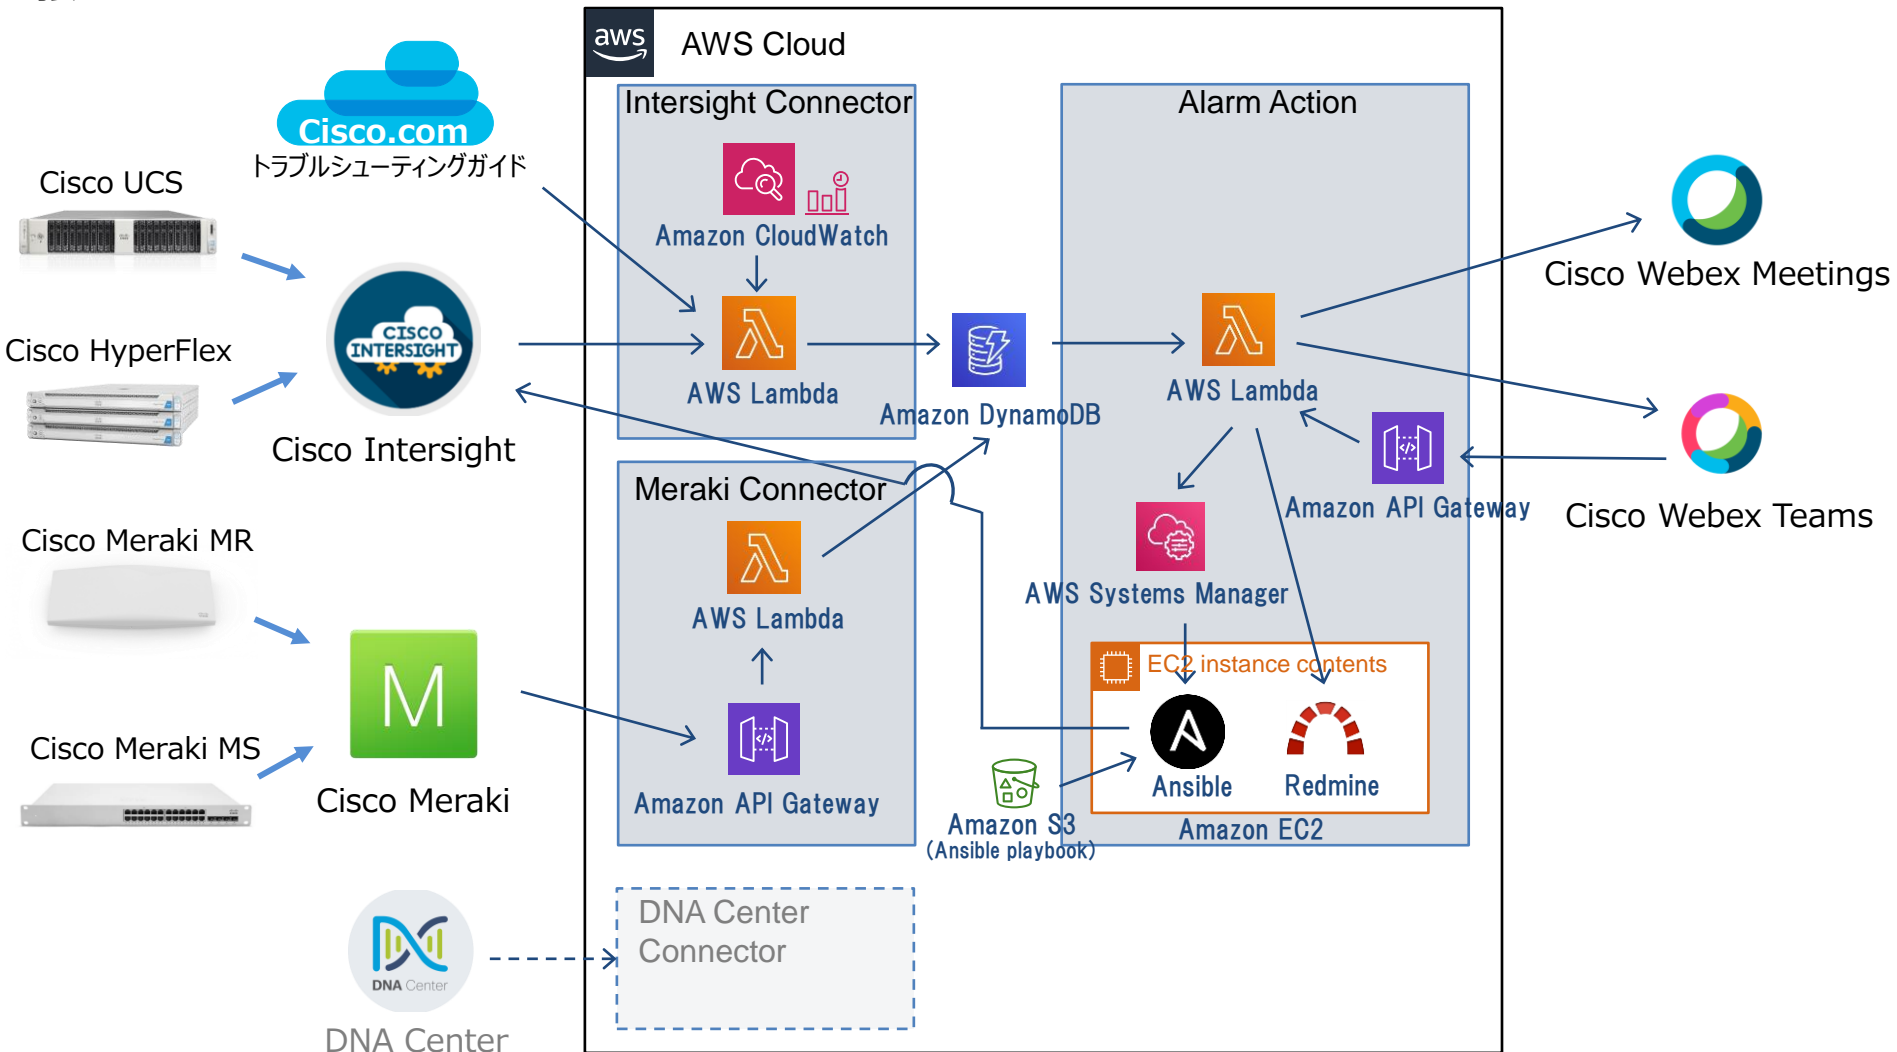 aws
AWS Cloud
Cisco.com
トラブルシューティングガイド
Intersight Connector
Alarm Action
Cisco UCS
Amazon CloudWatch
Cisco Webex Meetings
CISCO
INTERSIGHT
Cisco HyperFlex
AWS Lambda
Amazon DynamoDB
AWS Lambda
Cisco Intersight
</>
Amazon API Gateway
Cisco Webex Teams
Meraki Connector
Cisco Meraki MR
AWS Lambda
AWS Systems Manager
EC2 instance contents
M
Cisco Meraki MS
</>
Cisco Meraki
Amazon API Gateway
Ansible
Redmine
Amazon S3
(Ansible playbook)
Amazon EC2
DNA Center
Connector
DNA Center
DNA Center